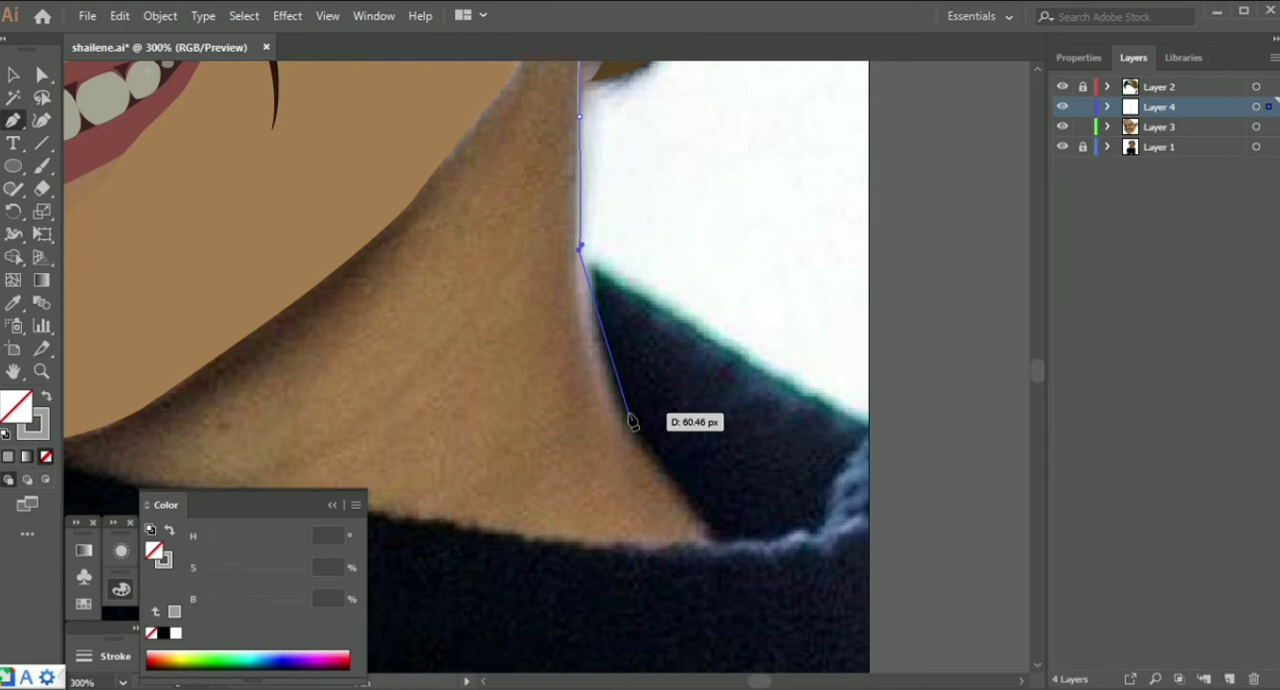 Ai File Edit Object Type Select Effect View Window Help Essentials Search Adobe Stock
shailene.ai* @ 300% (RGB/Preview) × Properties Layers Libraries
Layer 2
Layer 4
Layer 3
Layer 1
D: 60.46 px
Color
H °
S %
B %
Stroke
A
300% 4 Layers